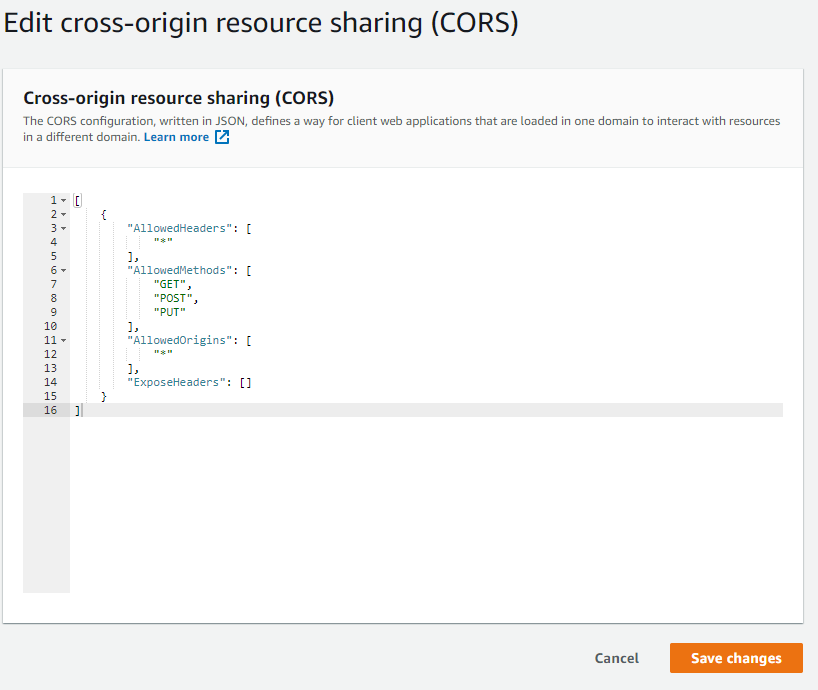 Edit cross-origin resource sharing (CORS)
Cross-origin resource sharing (CORS)
The CORS configuration, written in JSON, defines a way for client web applications that are loaded in one domain to interact with resources
in a different domain. Learn more
1 [
2 {
3 "AllowedHeaders": [
4 "*"
5 ],
6 "AllowedMethods": [
7 "GET",
8 "POST",
9 "PUT"
10 ],
11 "AllowedOrigins": [
12 "*"
13 ],
14 "ExposeHeaders": []
15 }
16 ]
Cancel Save changes